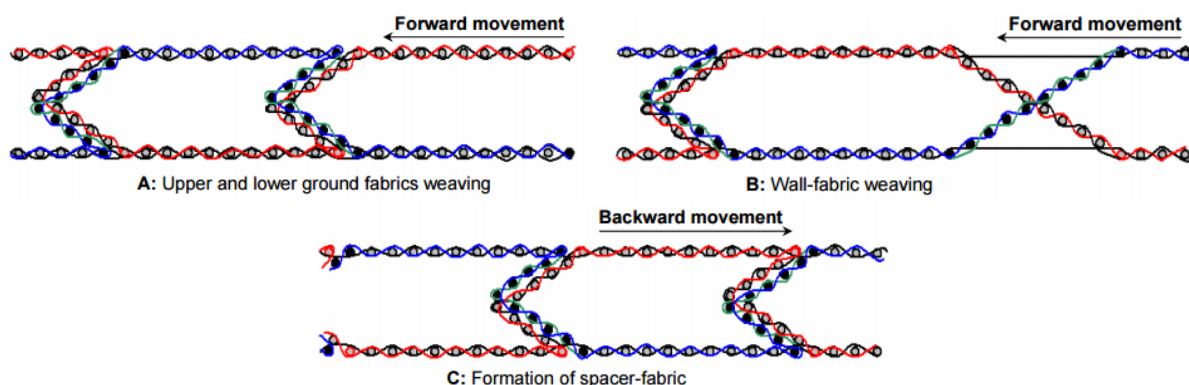 Forward movement
Forward movement
A: Upper and lower ground fabrics weaving
B: Wall-fabric weaving
Backward movement
C: Formation of spacer-fabric